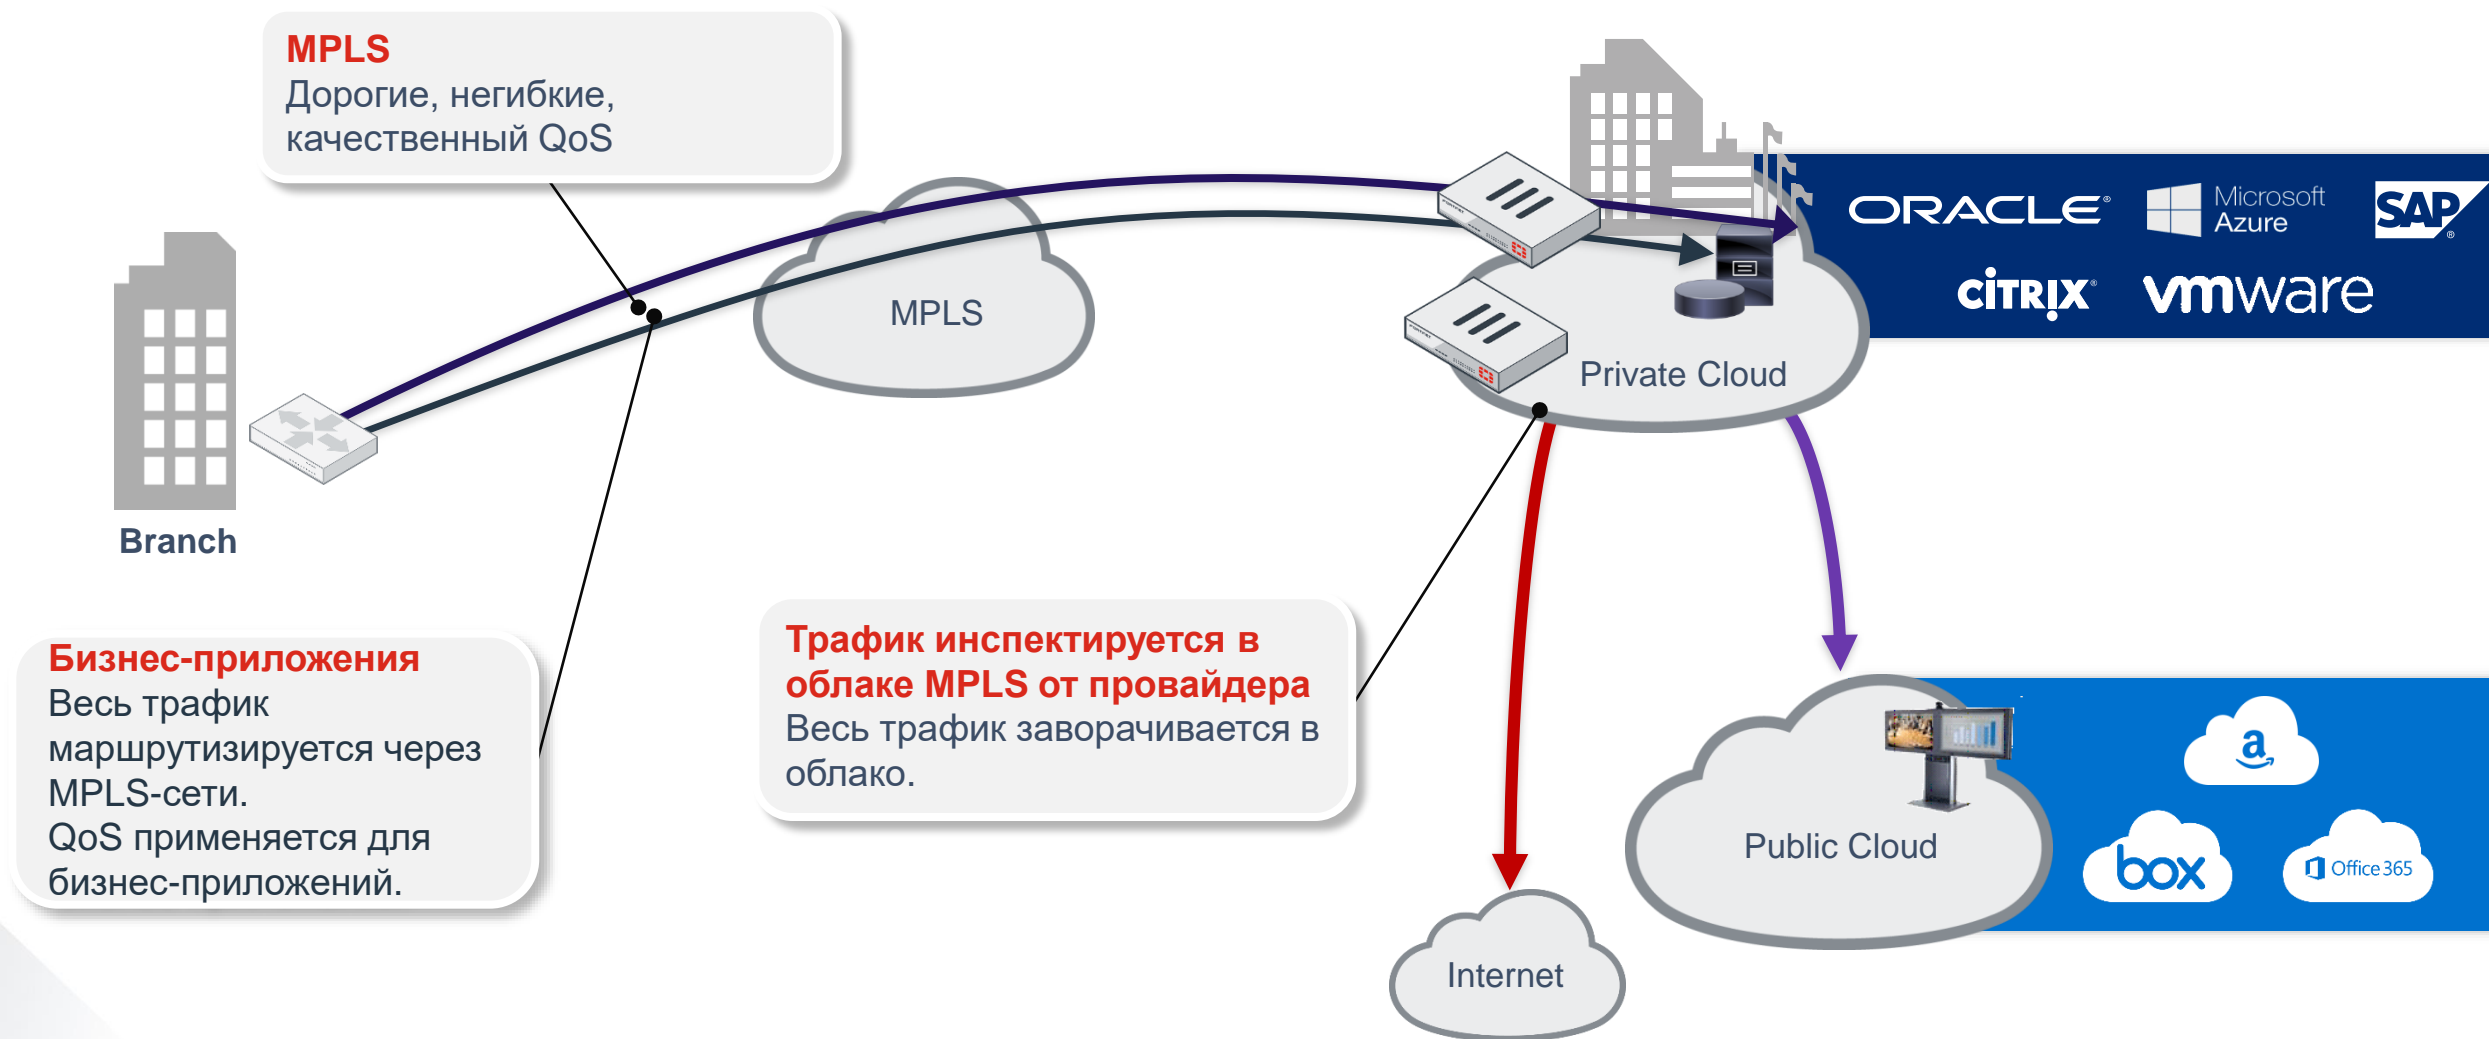 MPLS
Дорогие, негибкие,
качественный QoS
MPLS
Branch
Private Cloud
ORACLE®
Microsoft
Azure
SAP®
CİTRIX®
vmware
Бизнес-приложения
Весь трафик
маршрутизируется через
MPLS-сети.
QoS применяется для
бизнес-приложений.
Трафик инспектируется в
облаке MPLS от провайдера
Весь трафик заворачивается в
облако.
Public Cloud
a
box
Office 365
Internet